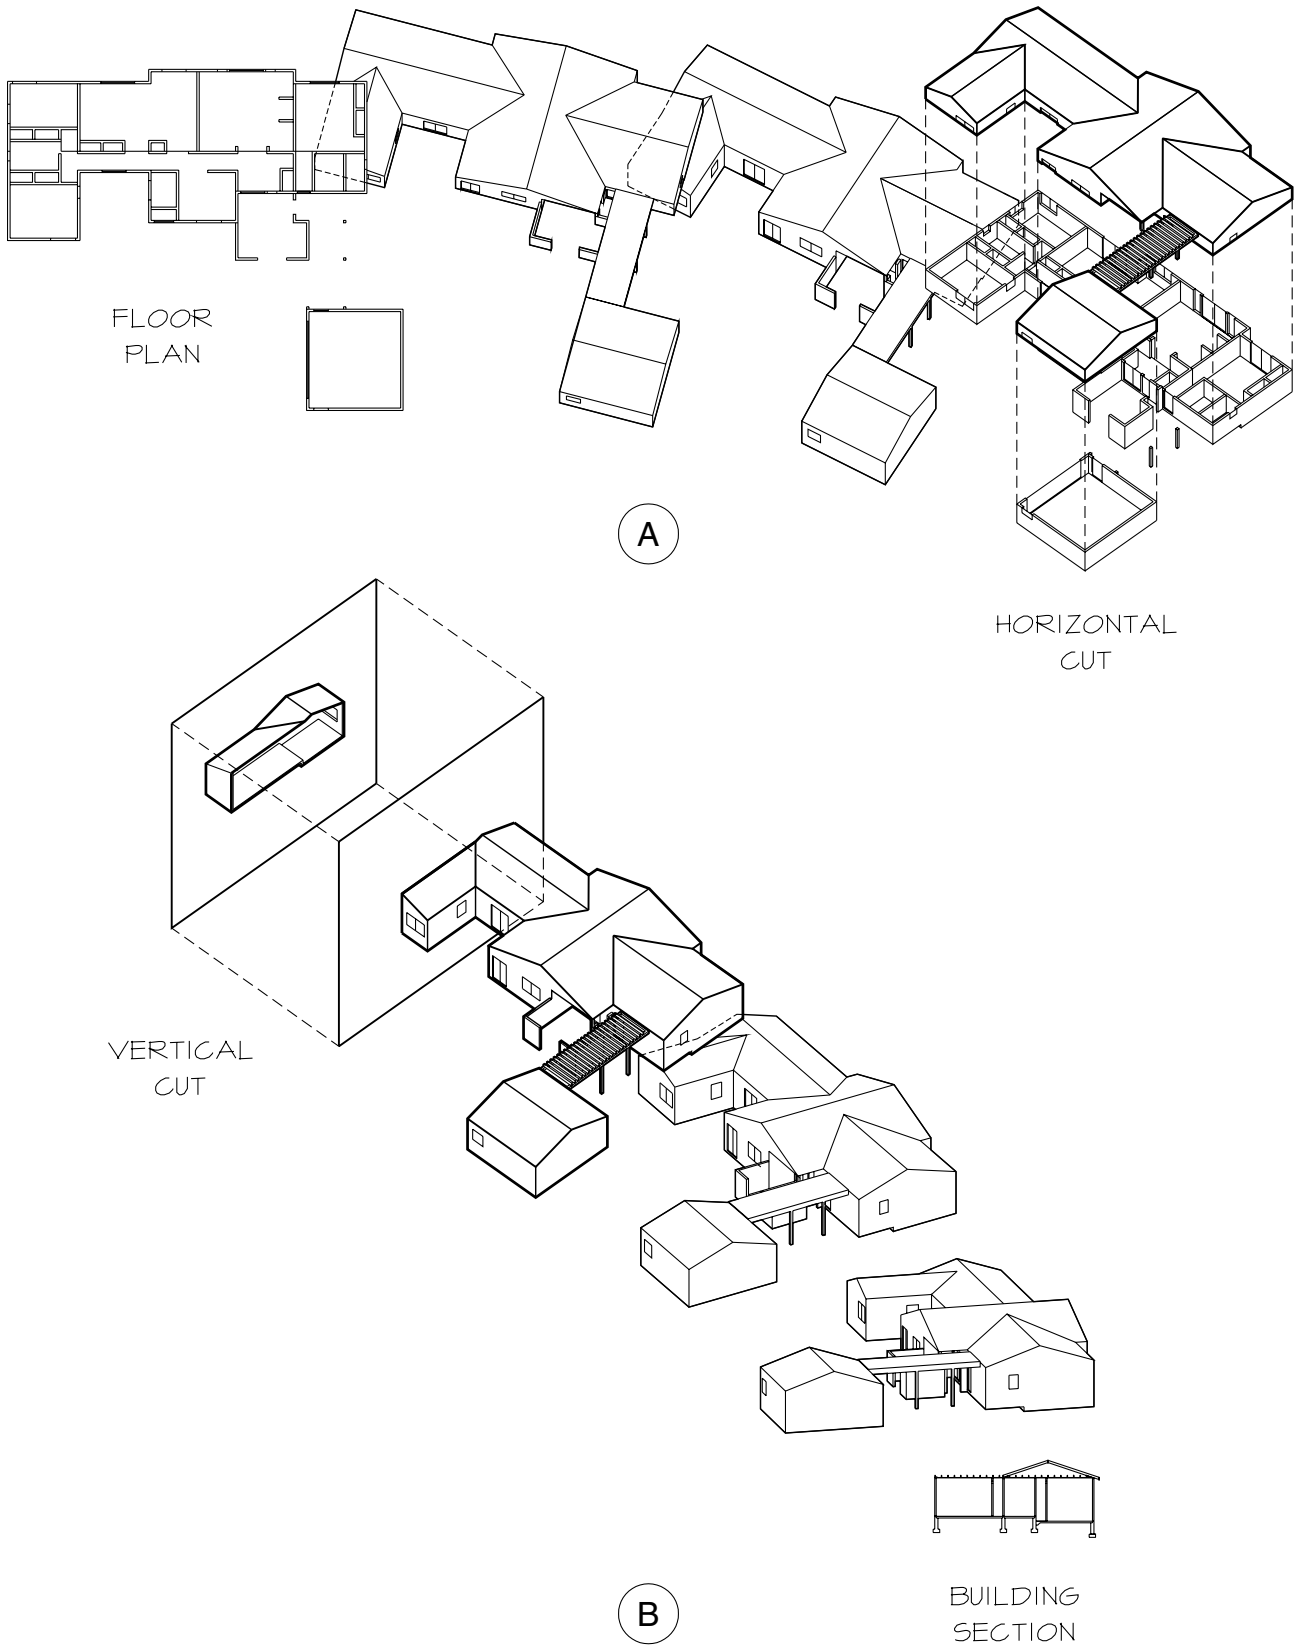 FLOOR
PLAN
A
HORIZONTAL
CUT
VERTICAL
CUT
BUILDING
SECTION
B